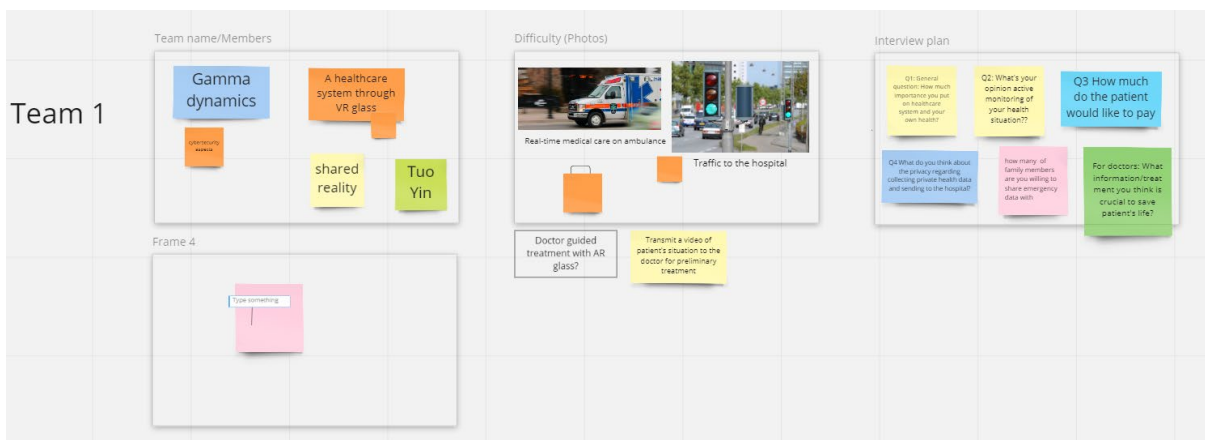 Team 1
Team name/Members
Gamma
dynamics
A healthcare
system through
VR glass
cybersecurity
experts
shared
reality
Tuo
Yin
Difficulty (Photos)
Real-time medical care on ambulance
Traffic to the hospital
Doctor guided
treatment with AR
glass?
Transmit a video of
patient's situation to the
doctor for preliminary
treatment
Interview plan
Q1: General
question: How much
importance you put
on healthcare
system and your
own health?
Q2: What's your
opinion active
monitoring of
your health
situation??
Q3 How much
do the patient
would like to pay
Q4 What do you think about
the privacy regarding
collecting private health data
and sending to the hospital?
how many of
family members
are you willing to
share emergency
data with
For doctors: What
information/treat
ment you think is
crucial to save
patient's life?
Frame 4
Type something